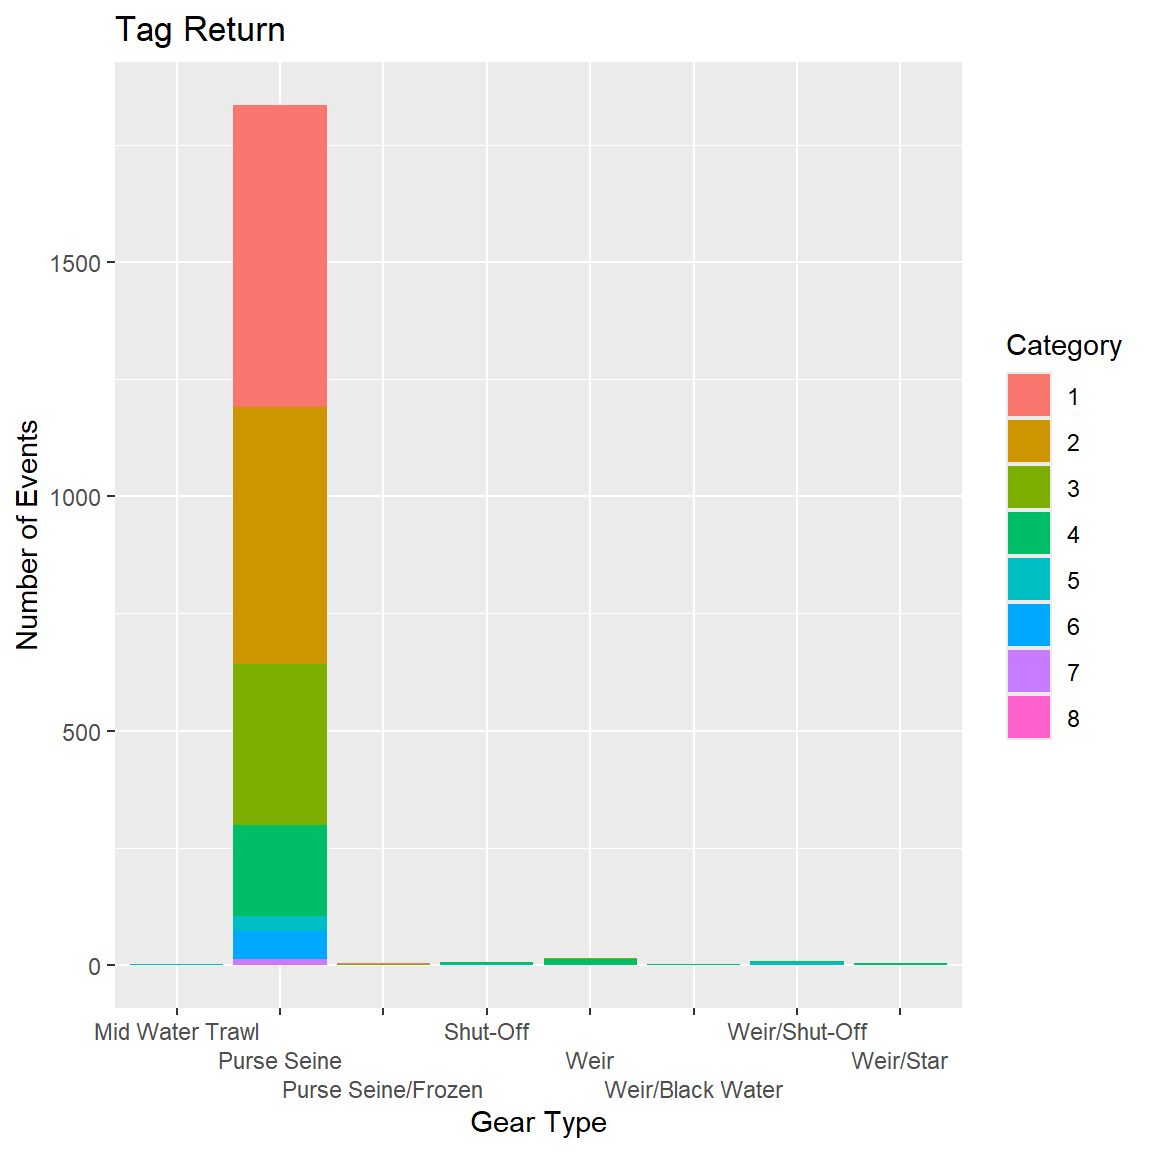 Tag Return
1500
1000
500
0
Number of Events
Mid Water Trawl
Purse Seine
Purse Seine/Frozen
Shut-Off
Weir
Weir/Black Water
Weir/Shut-Off
Weir/Star
Gear Type
Category
1
2
3
4
5
6
7
8